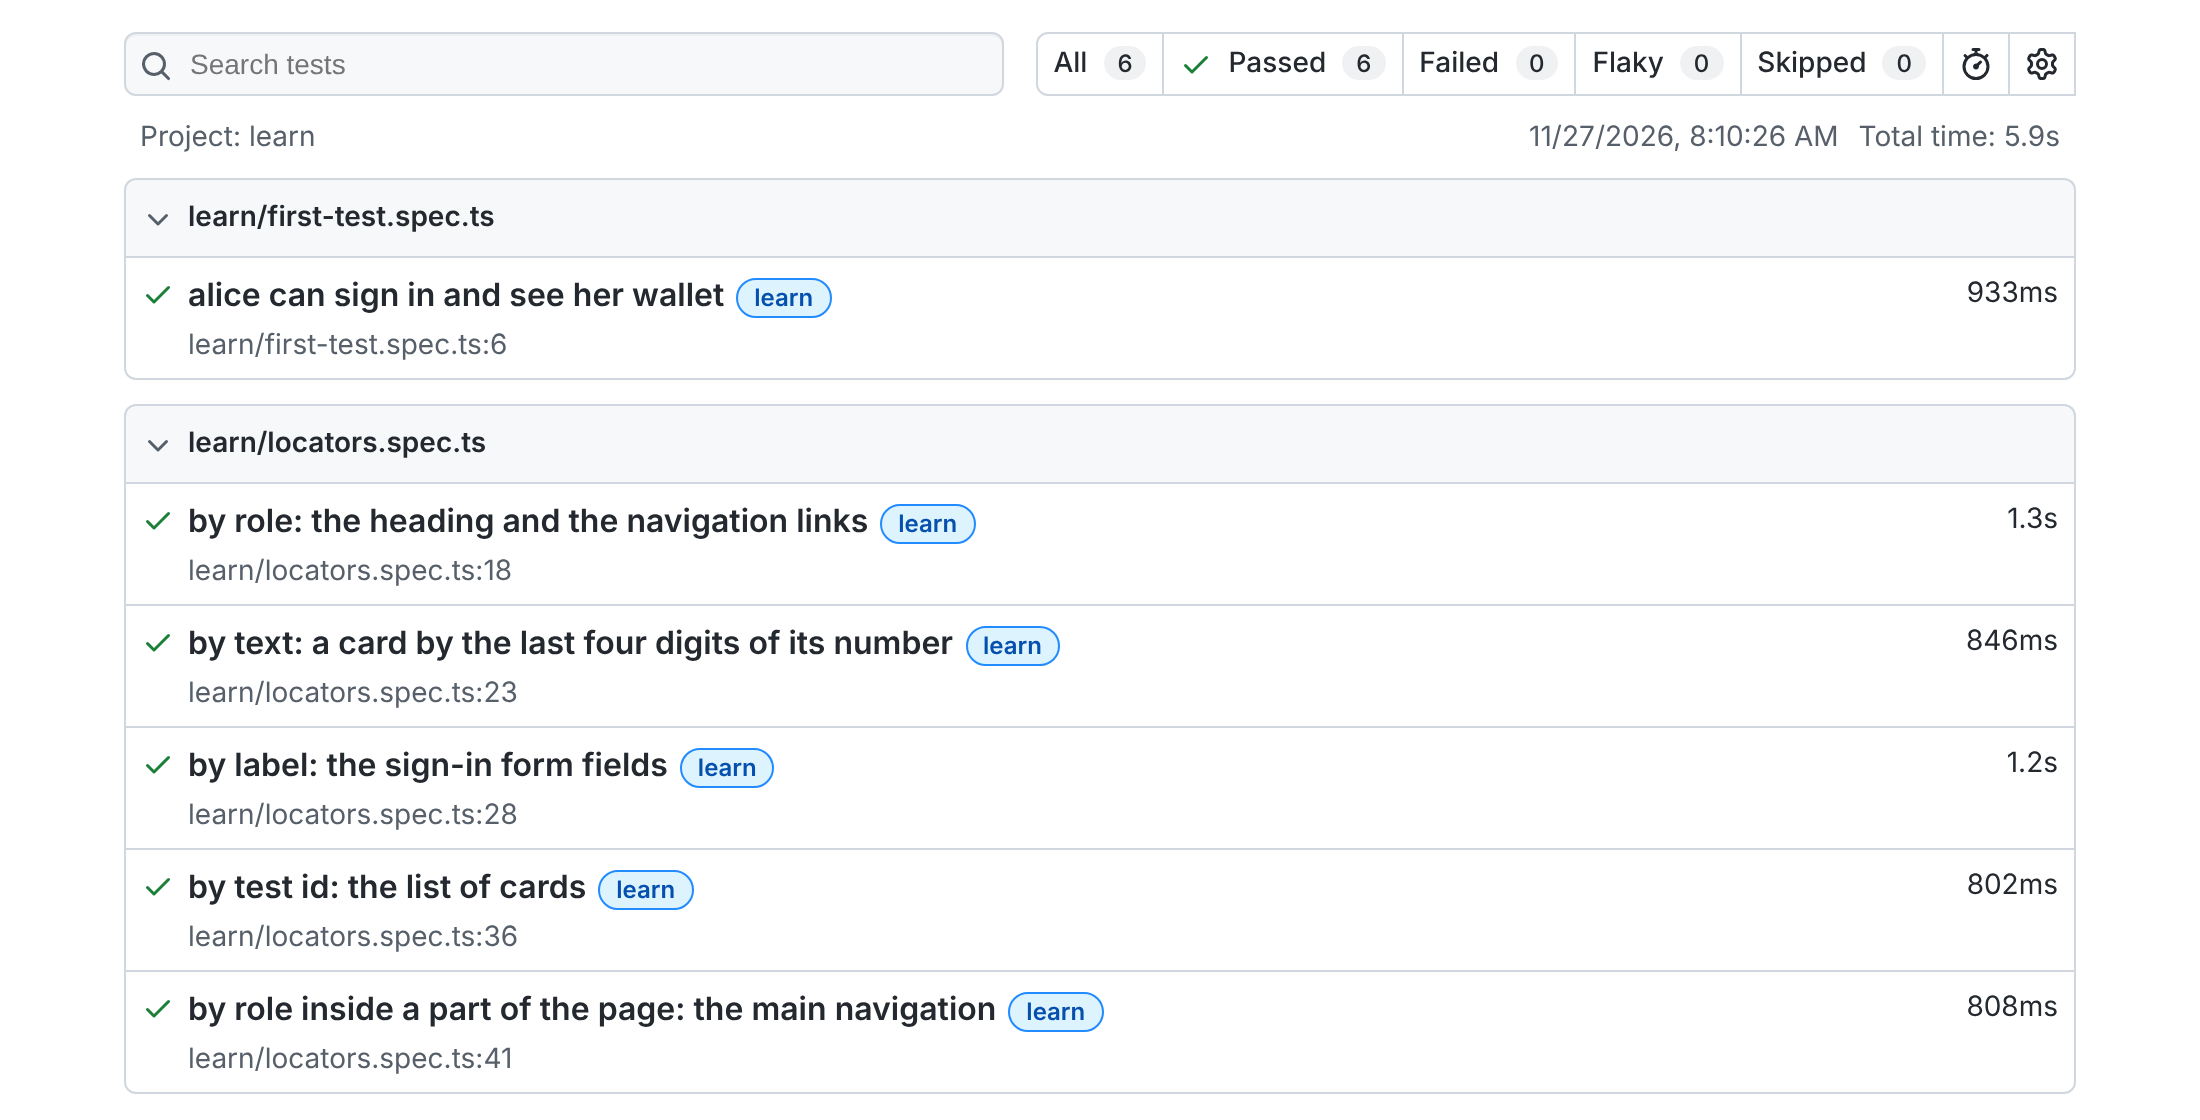 Search tests
All 6 Passed 6 Failed 0 Flaky 0 Skipped 0
Project: learn 11/27/2026, 8:10:26 AM Total time: 5.9s
learn/first-test.spec.ts
alice can sign in and see her wallet learn 933ms
learn/first-test.spec.ts:6
learn/locators.spec.ts
by role: the heading and the navigation links learn 1.3s
learn/locators.spec.ts:18
by text: a card by the last four digits of its number learn 846ms
learn/locators.spec.ts:23
by label: the sign-in form fields learn 1.2s
learn/locators.spec.ts:28
by test id: the list of cards learn 802ms
learn/locators.spec.ts:36
by role inside a part of the page: the main navigation learn 808ms
learn/locators.spec.ts:41